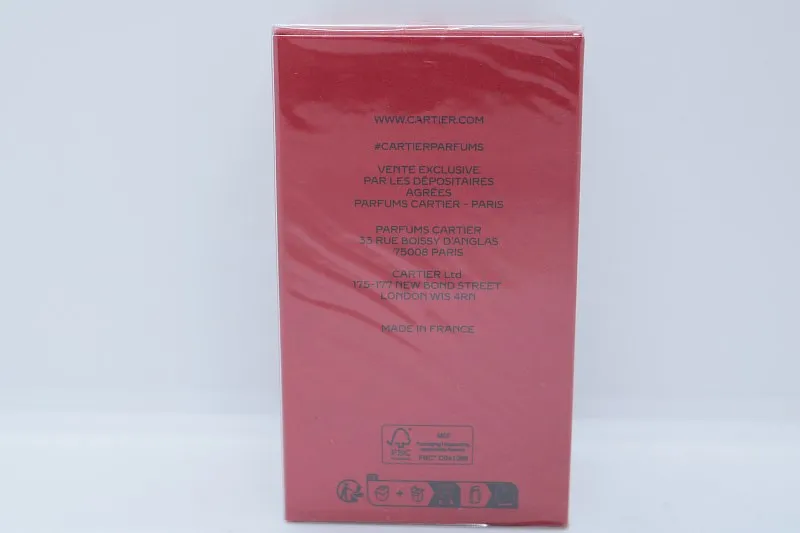 WWW.CARTIER.COM
#CARTIERPARFUMS
VENTE EXCLUSIVE
PAR LES DÉPOSITAIRES
AGRÉES
PARFUMS CARTIER - PARIS
PARFUMS CARTIER
33 RUE BOISSY D'ANGLAS
75008 PARIS
CARTIER Ltd
175-177 NEW BOND STREET
LONDON W1S 4RN
MADE IN FRANCE
FSC